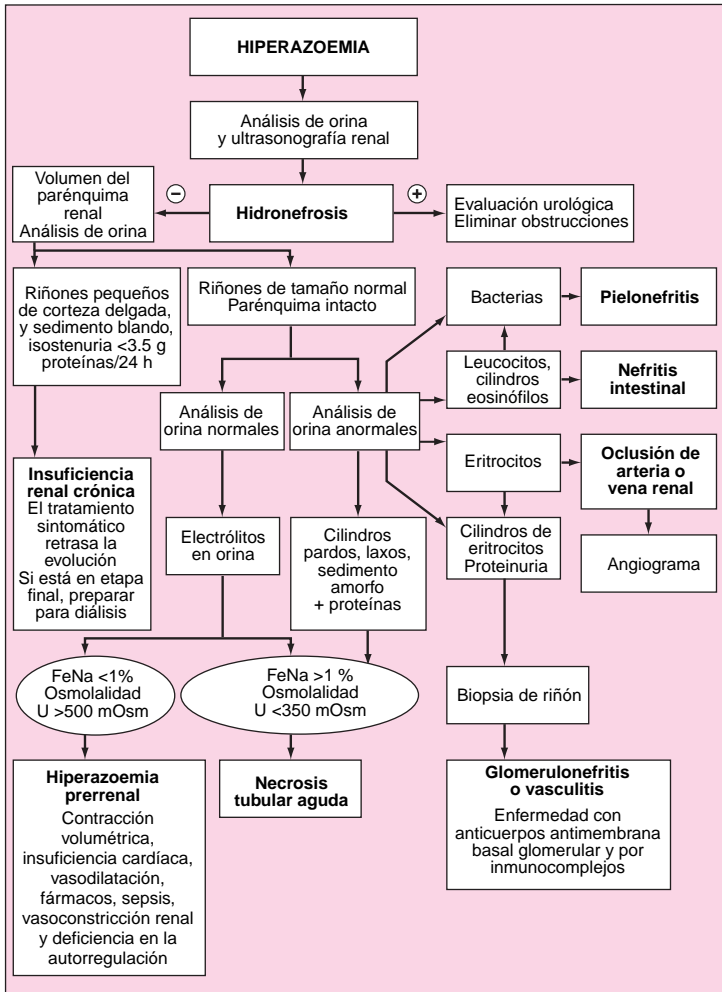 HIPERAZOEMIA
Análisis de orina
y ultrasonografía renal
Volumen del
parénquima
renal
Análisis de orina
−
Hidronefrosis
+
Evaluación urológica
Eliminar obstrucciones
Riñones pequeños
de corteza delgada,
y sedimento blando,
isostenuria <3.5 g
proteínas/24 h
Riñones de tamaño normal
Parénquima intacto
Bacterias
Pielonefritis
Análisis de
orina normales
Análisis de
orina anormales
Leucocitos,
cilindros
eosinófilos
Nefritis
intestinal
Insuficiencia
renal crónica
El tratamiento
sintomático
retrasa la
evolución
Si está en etapa
final, preparar
para diálisis
Electrólitos
en orina
Cilindros
pardos, laxos,
sedimento
amorfo
+ proteínas
Eritrocitos
Oclusión de
arteria o
vena renal
Cilindros de
eritrocitos
Proteinuria
Angiograma
FeNa <1%
Osmolalidad
U >500 mOsm
FeNa >1 %
Osmolalidad
U <350 mOsm
Biopsia de riñón
Hiperazoemia
prerrenal
Contracción
volumétrica,
insuficiencia cardíaca,
vasodilatación,
fármacos, sepsis,
vasoconstricción renal
y deficiencia en la
autorregulación
Necrosis
tubular aguda
Glomerulonefritis
o vasculitis
Enfermedad con
anticuerpos antimembrana
basal glomerular y por
inmunocomplejos